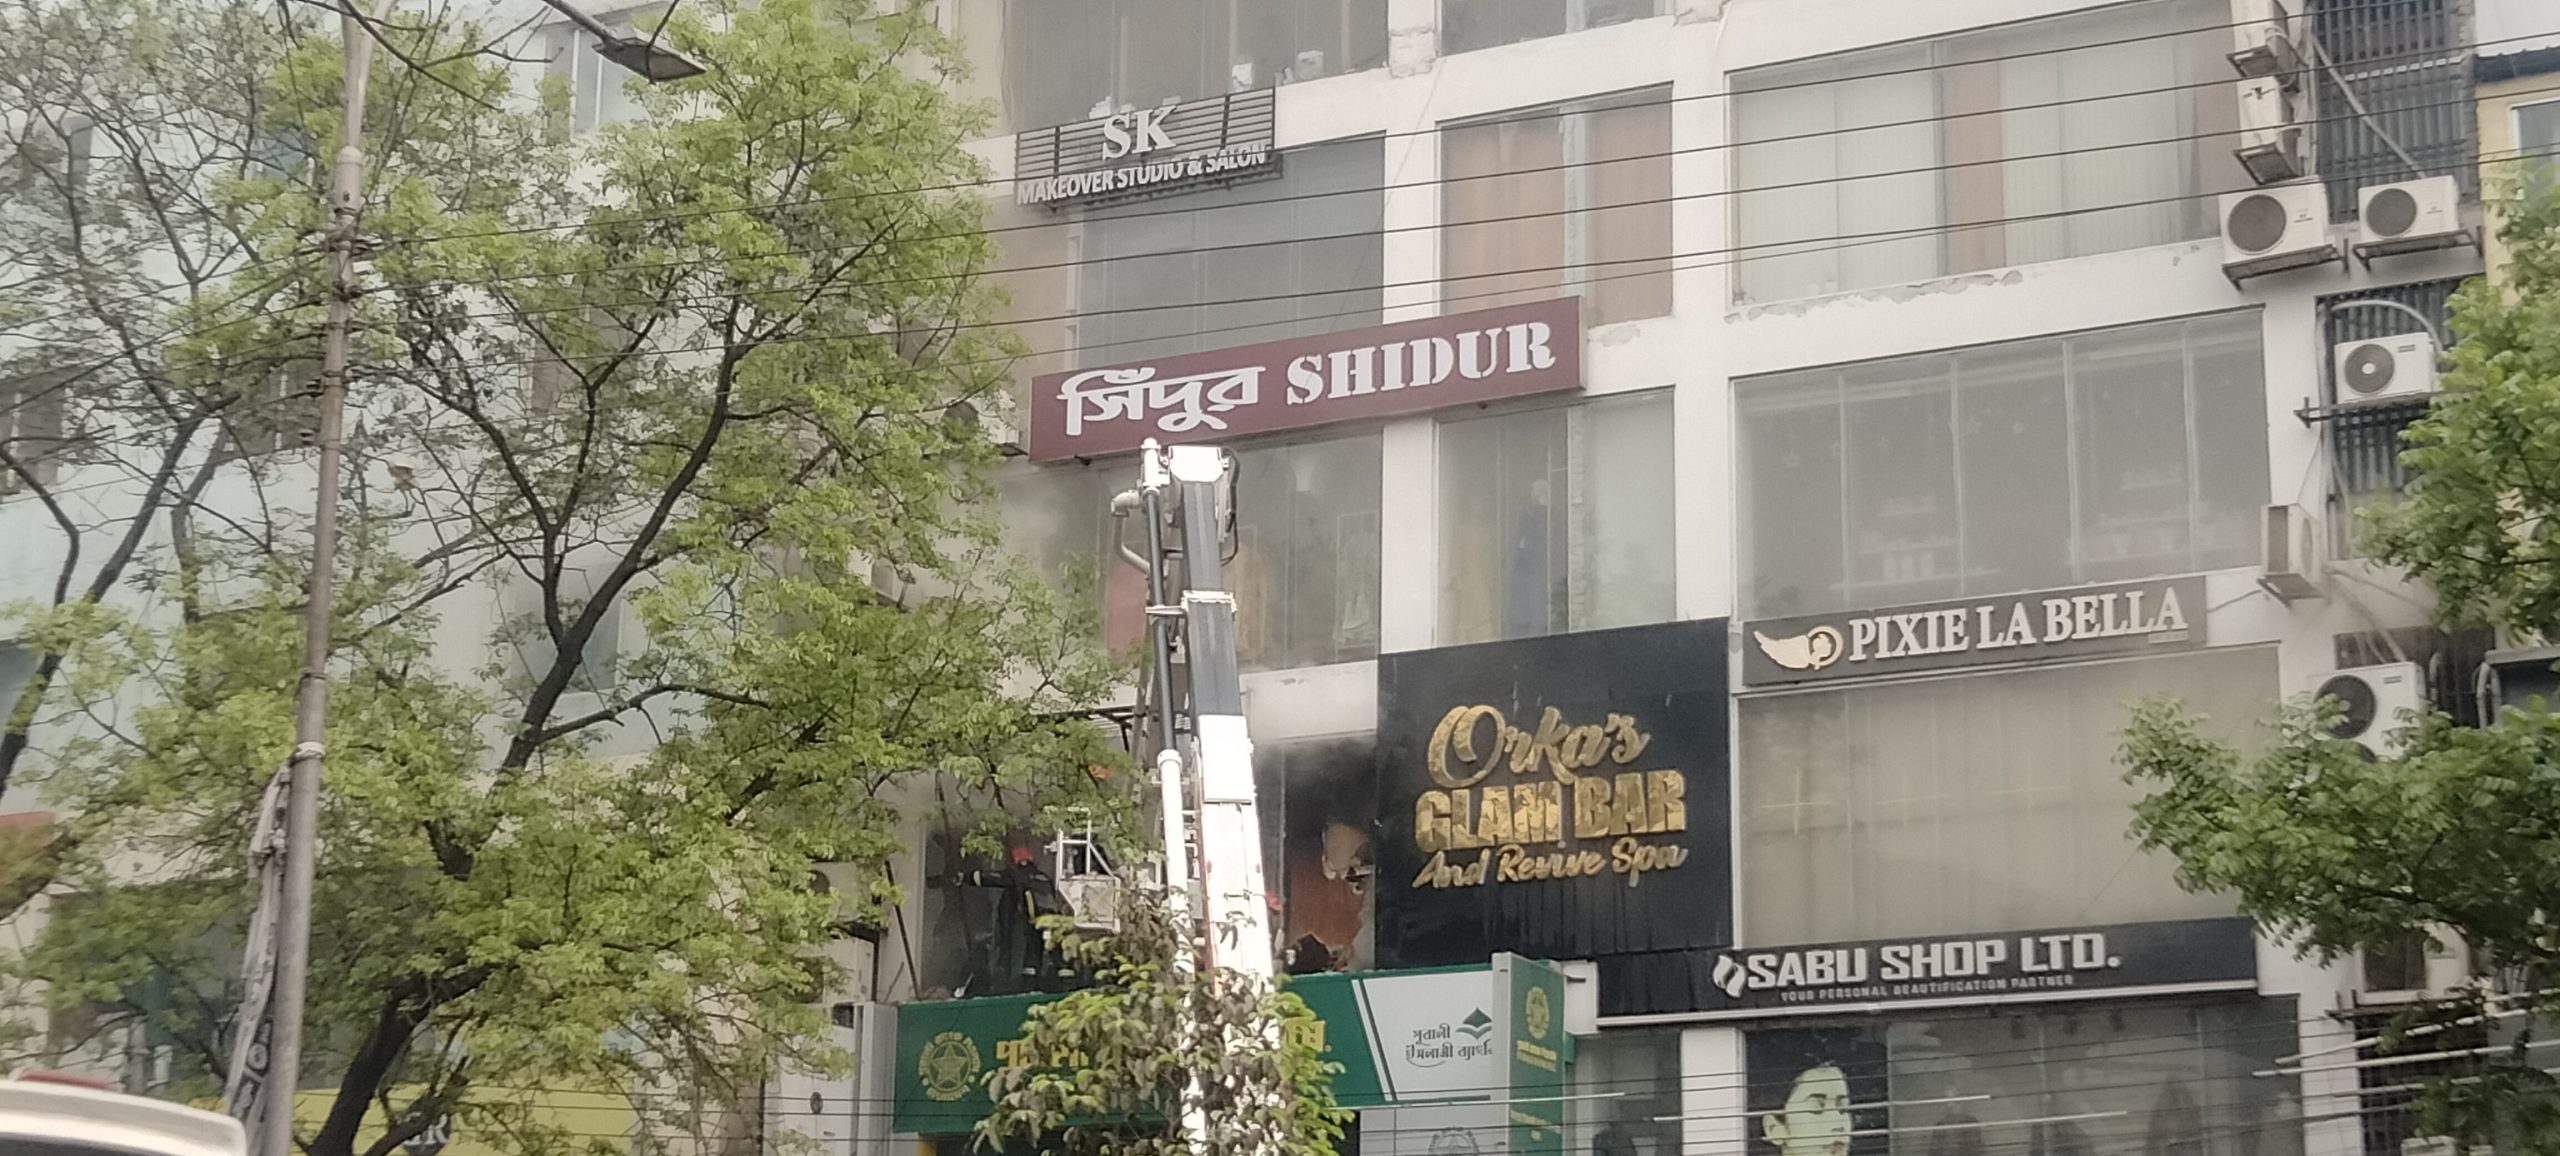 SK
MAKEOVER STUDIO & SALON
সিঁদুর SHIDUR
PIXIE LA BELLA
Orka's
GLAM BAR
And Revive Spa
SABU SHOP LTD.
YOUR PERSONAL BEAUTIFICATION PARTNER
পূবালী
ইসলামী ব্যাংকিং